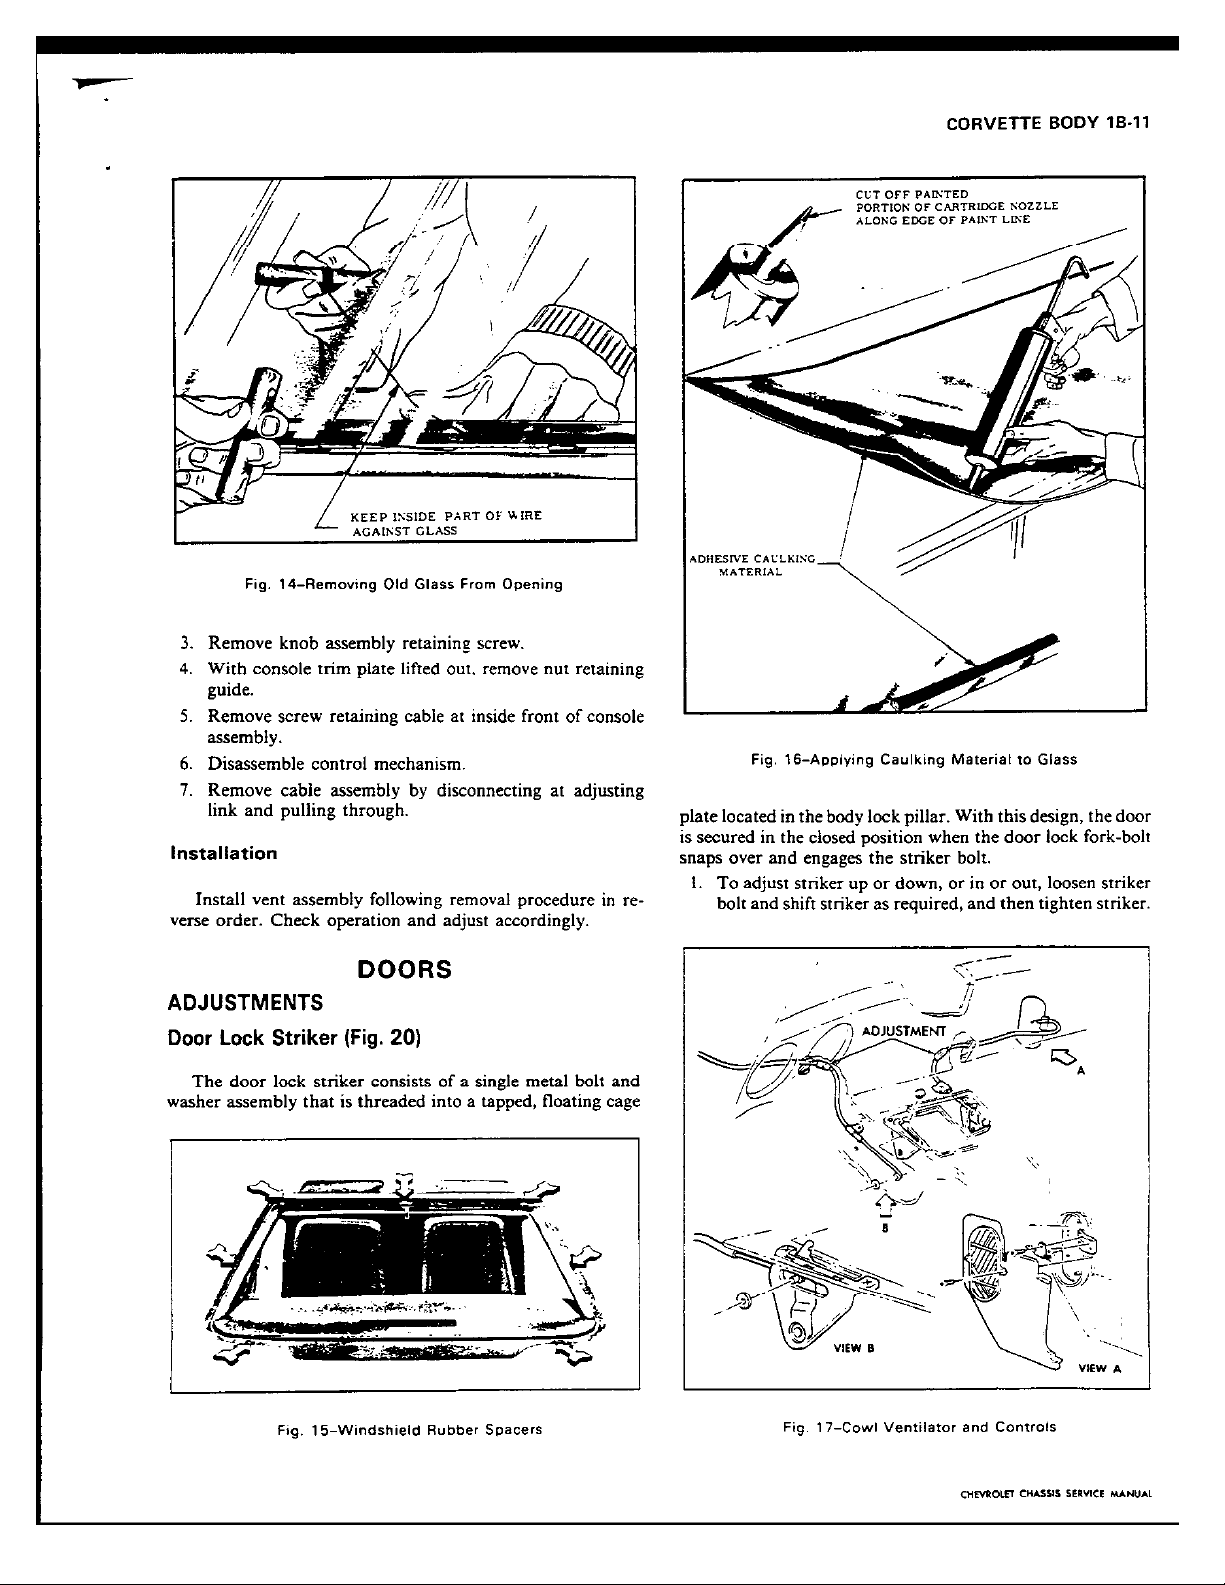 CORVETTE BODY 1B-11
KEEP INSIDE PART OF WIRE
AGAINST GLASS
Fig. 14–Removing Old Glass From Opening
3. Remove knob assembly retaining screw.
4. With console trim plate lifted out, remove nut retaining
guide.
5. Remove screw retaining cable at inside front of console
assembly.
6. Disassemble control mechanism.
7. Remove cable assembly by disconnecting at adjusting
link and pulling through.
Installation
Install vent assembly following removal procedure in re-
verse order. Check operation and adjust accordingly.
DOORS
ADJUSTMENTS
Door Lock Striker (Fig. 20)
The door lock striker consists of a single metal bolt and
washer assembly that is threaded into a tapped, floating cage
Fig. 15–Windshield Rubber Spacers
CUT OFF PAINTED
PORTION OF CARTRIDGE NOZZLE
ALONG EDGE OF PAINT LINE
ADHESIVE CAULKING
MATERIAL
Fig. 16–Applying Caulking Material to Glass
plate located in the body lock pillar. With this design, the door
is secured in the closed position when the door lock fork-bolt
snaps over and engages the striker bolt.
1. To adjust striker up or down, or in or out, loosen striker
bolt and shift striker as required, and then tighten striker.
ADJUSTMENT
A
B
VIEW B
VIEW A
Fig. 17–Cowl Ventilator and Controls
CHEVROLET CHASSIS SERVICE MANUAL